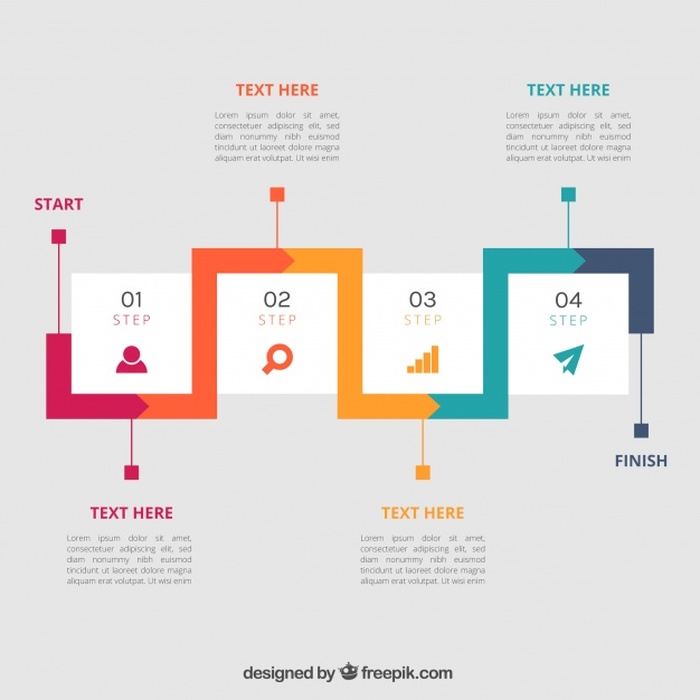 TEXT HERE
Lorem ipsum dolor sit amet,
consectetuer adipiscing elit, sed
diam nonummy nibh euismod
tincidunt ut laoreet dolore magna
aliquam erat volutpat. Ut wisi enim
TEXT HERE
Lorem ipsum dolor sit amet,
consectetuer adipiscing elit, sed
diam nonummy nibh euismod
tincidunt ut laoreet dolore magna
aliquam erat volutpat. Ut wisi enim
START
01
STEP
02
STEP
03
STEP
04
STEP
FINISH
TEXT HERE
Lorem ipsum dolor sit amet,
consectetuer adipiscing elit, sed
diam nonummy nibh euismod
tincidunt ut laoreet dolore magna
aliquam erat volutpat. Ut wisi enim
TEXT HERE
Lorem ipsum dolor sit amet,
consectetuer adipiscing elit, sed
diam nonummy nibh euismod
tincidunt ut laoreet dolore magna
aliquam erat volutpat. Ut wisi enim
designed by freepik.com